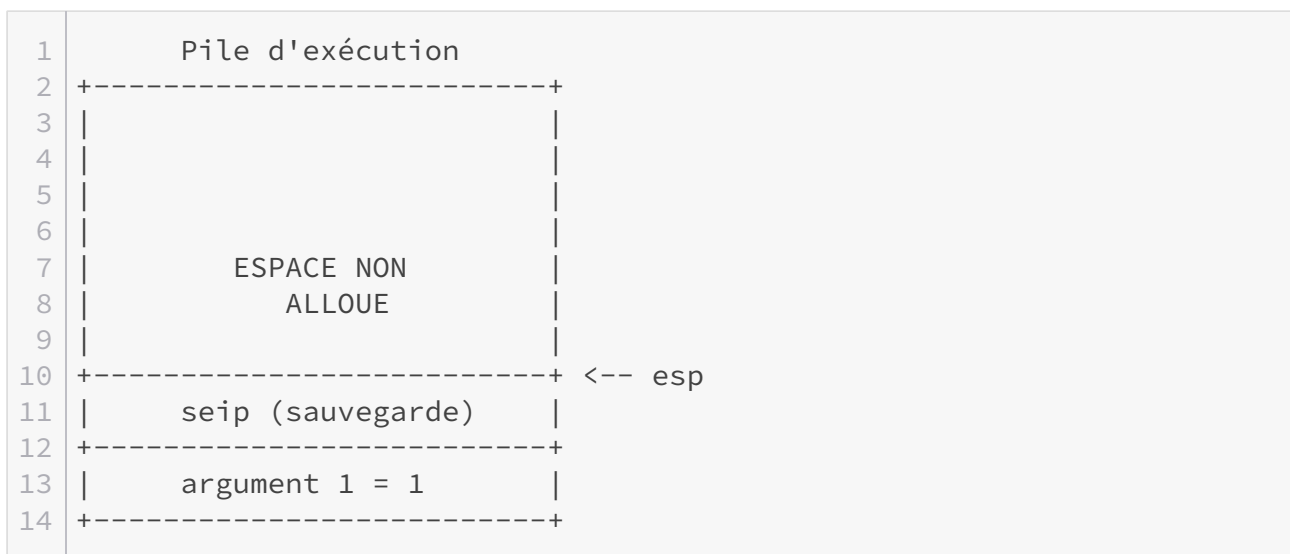 1         Pile d'exécution
2   +---------------------------+
3   |                           |
4   |                           |
5   |                           |
6   |                           |
7   |        ESPACE NON         |
8   |           ALLOUE          |
9   |                           |
10  +---------------------------+ <-- esp
11  |     seip (sauvegarde)     |
12  +---------------------------+
13  |     argument 1 = 1        |
14  +---------------------------+